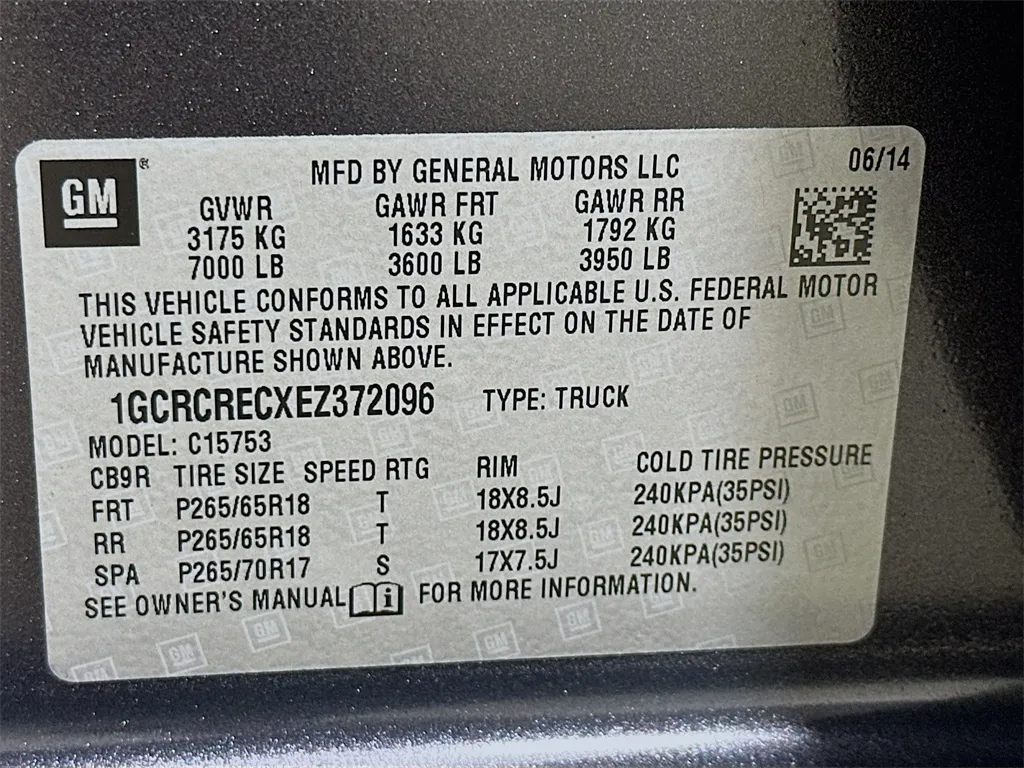 GM ® MFD BY GENERAL MOTORS LLC 06/14
GVWR GAWR FRT GAWR RR
3175 KG 1633 KG 1792 KG
7000 LB 3600 LB 3950 LB
THIS VEHICLE CONFORMS TO ALL APPLICABLE U.S. FEDERAL MOTOR
VEHICLE SAFETY STANDARDS IN EFFECT ON THE DATE OF
MANUFACTURE SHOWN ABOVE.
1GCRCRECXEZ372096 TYPE: TRUCK
MODEL: C15753
CB9R TIRE SIZE SPEED RTG RIM COLD TIRE PRESSURE
FRT P265/65R18 T 18X8.5J 240KPA(35PSI)
RR P265/65R18 T 18X8.5J 240KPA(35PSI)
SPA P265/70R17 S 17X7.5J 240KPA(35PSI)
SEE OWNER'S MANUAL i FOR MORE INFORMATION.